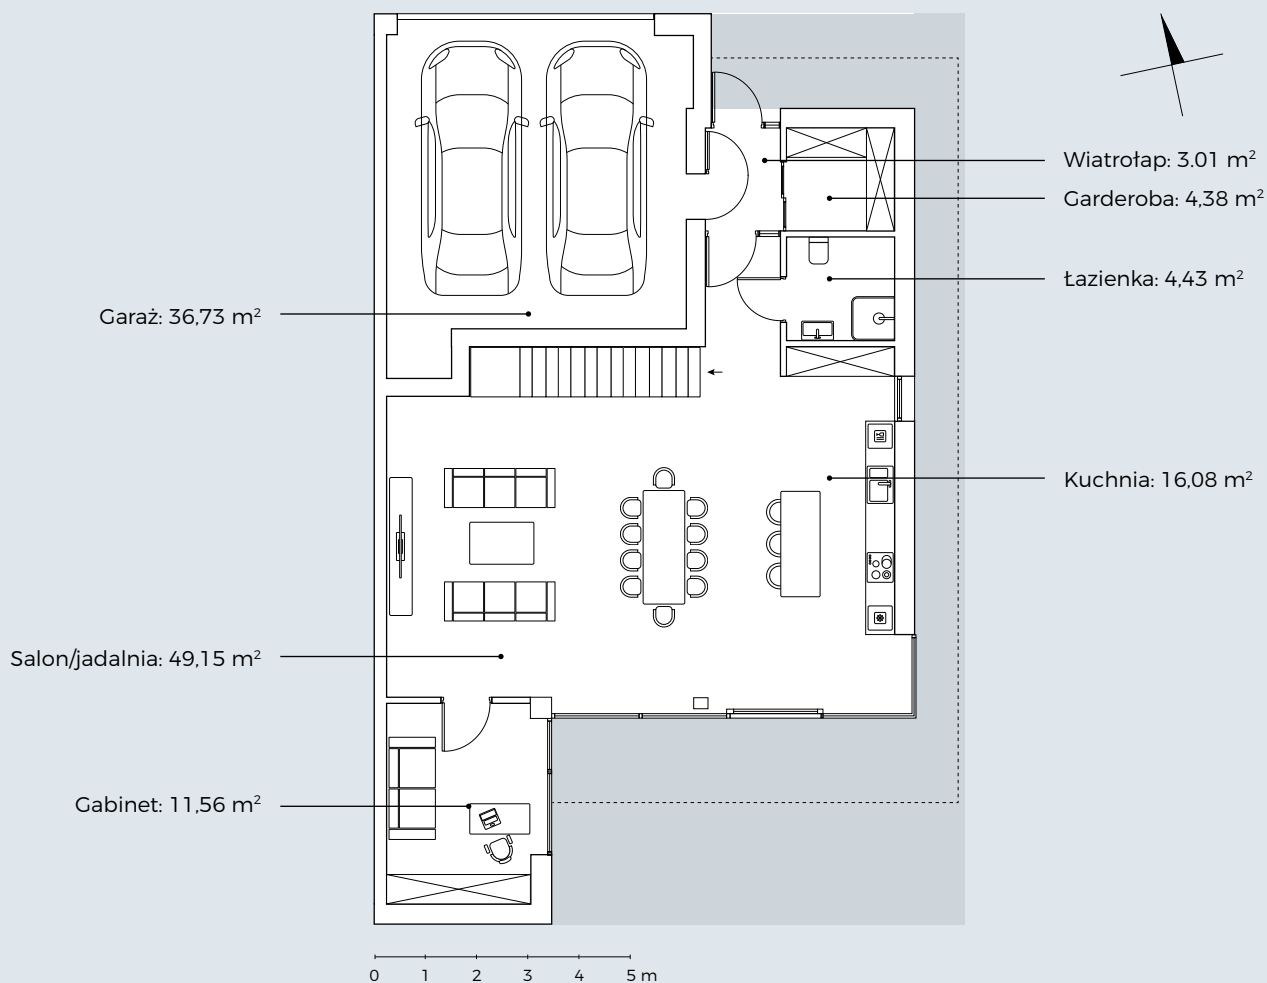 Wiatrołap: 3.01 m²
Garderoba: 4,38 m²
Łazienka: 4,43 m²
Garaż: 36,73 m²
Kuchnia: 16,08 m²
Salon/jadalnia: 49,15 m²
Gabinet: 11,56 m²
0 1 2 3 4 5 m